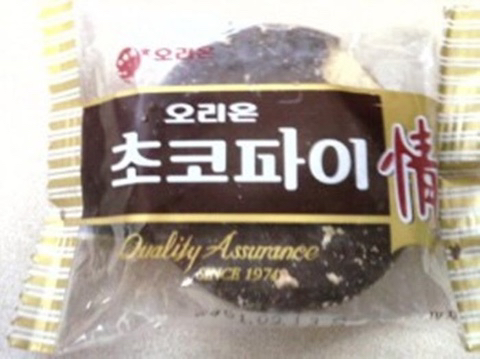 오리온
오리온
초코파이 情
Quality Assurance
SINCE 1974